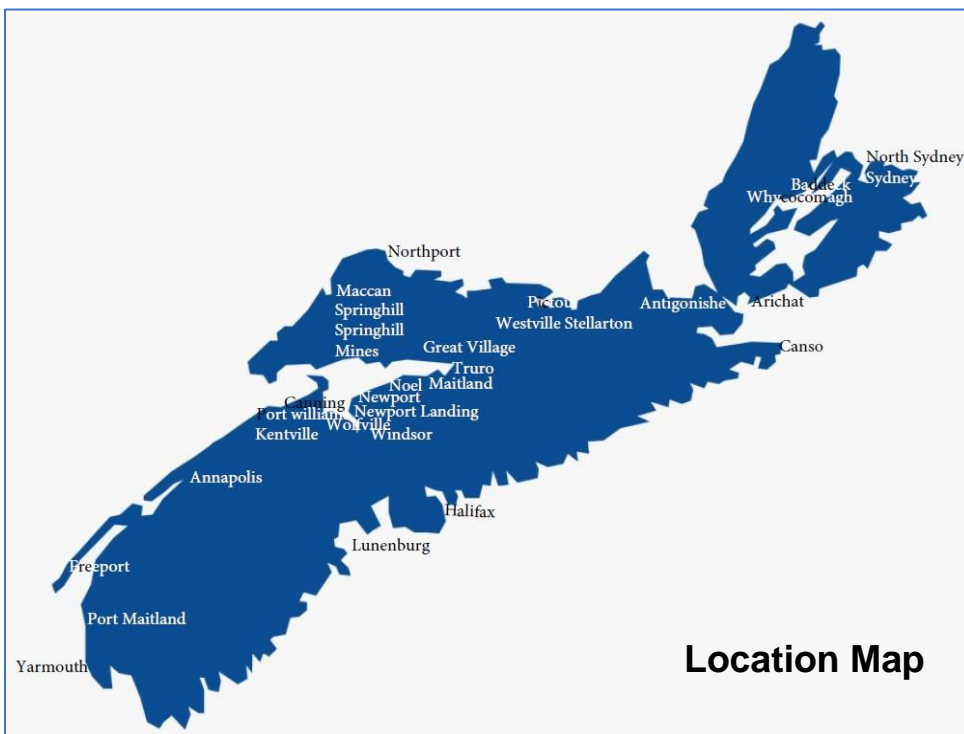 North Sydney
Sydney
Baddeck
Whycocomagh
Northport
Maccan
Springhill
Springhill
Mines
Pictou
Westville Stellarton
Antigonishe
Arichat
Canso
Great Village
Truro
Noel Maitland
Newport
Canning
Newport Landing
Port william
Wolfville
Kentville
Windsor
Annapolis
Halifax
Lunenburg
Freeport
Port Maitland
Yarmouth
Location Map